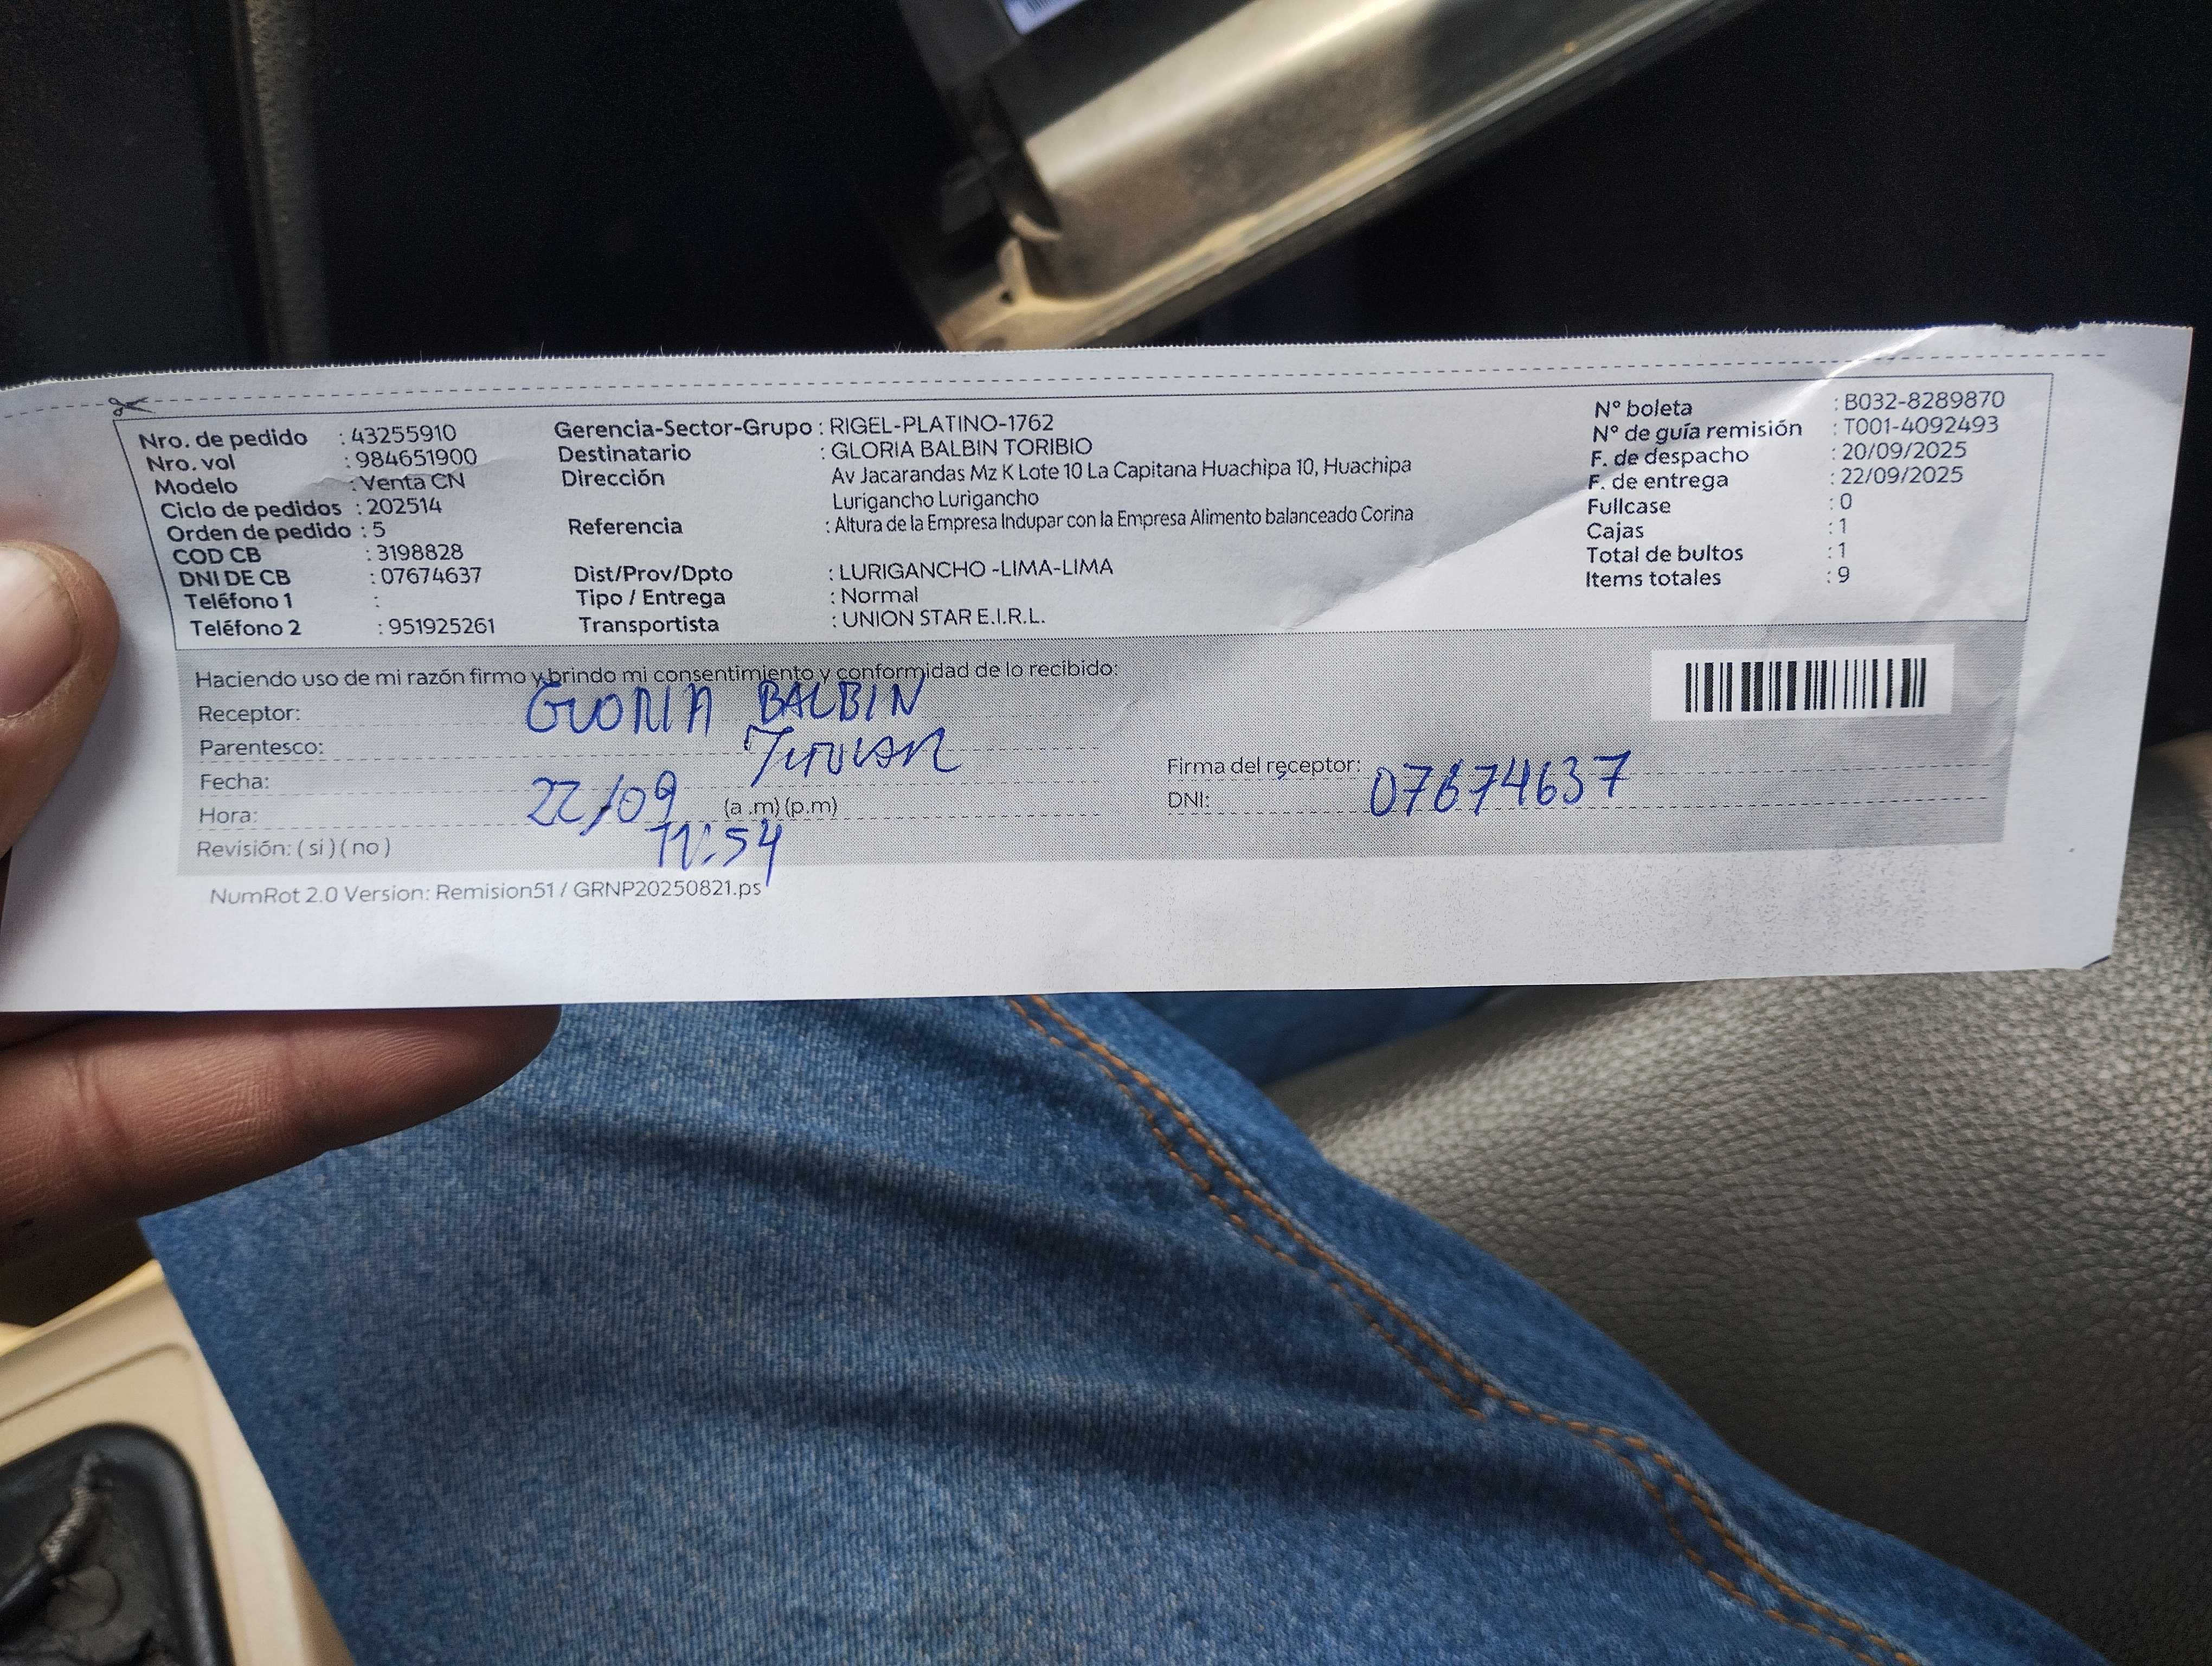 Nro. de pedido : 43255910
Nro. vol : 984651900
Modelo : Venta CN
Ciclo de pedidos : 202514
Orden de pedido : 5
COD CB : 3198828
DNI DE CB : 07674637
Teléfono 1 :
Teléfono 2 : 951925261
Gerencia-Sector-Grupo : RIGEL-PLATINO-1762
Destinatario : GLORIA BALBIN TORIBIO
Dirección Av Jacarandas Mz K Lote 10 La Capitana Huachipa 10, Huachipa
Lurigancho Lurigancho
Referencia : Altura de la Empresa Indupar con la Empresa Alimento balanceado Corina
Dist/Prov/Dpto : LURIGANCHO -LIMA-LIMA
Tipo / Entrega : Normal
Transportista : UNION STAR E.I.R.L.
N° boleta : B032-8289870
N° de guía remisión : T001-4092493
F. de despacho : 20/09/2025
F. de entrega : 22/09/2025
Fullcase : 0
Cajas : 1
Total de bultos : 1
Items totales : 9
Haciendo uso de mi razón firmo y brindo mi consentimiento y conformidad de lo recibido:
Receptor: GLORIA BALBIN
Parentesco: TITULAR
Fecha: 22/09
Hora: (a .m) (p.m)
Revisión: ( si ) ( no )
Firma del receptor:
DNI: 07674637
NumRot 2.0 Version: Remision51 / GRNP20250821.ps